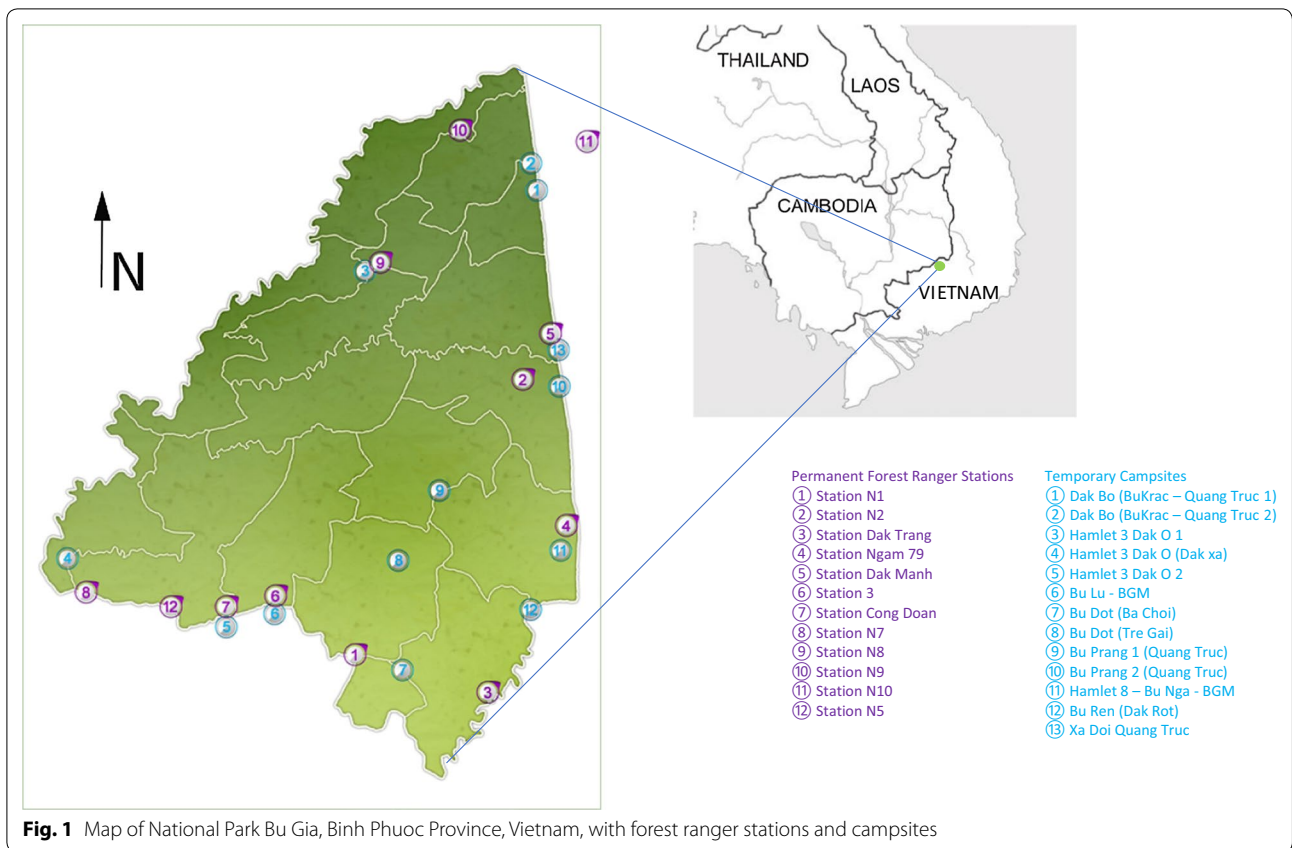 10
11
2
1
N
3
9
5
13
2
10
9
4
11
4
8
8
12
7
6
5
6
12
1
7
3
THAILAND
LAOS
CAMBODIA
VIETNAM
Permanent Forest Ranger Stations
1 Station N1
2 Station N2
3 Station Dak Trang
4 Station Ngam 79
5 Station Dak Manh
6 Station 3
7 Station Cong Doan
8 Station N7
9 Station N8
10 Station N9
11 Station N10
12 Station N5
Temporary Campsites
1 Dak Bo (BuKrac – Quang Truc 1)
2 Dak Bo (BuKrac – Quang Truc 2)
3 Hamlet 3 Dak O 1
4 Hamlet 3 Dak O (Dak xa)
5 Hamlet 3 Dak O 2
6 Bu Lu - BGM
7 Bu Dot (Ba Choi)
8 Bu Dot (Tre Gai)
9 Bu Prang 1 (Quang Truc)
10 Bu Prang 2 (Quang Truc)
11 Hamlet 8 – Bu Nga - BGM
12 Bu Ren (Dak Rot)
13 Xa Doi Quang Truc
Fig. 1 Map of National Park Bu Gia, Binh Phuoc Province, Vietnam, with forest ranger stations and campsites